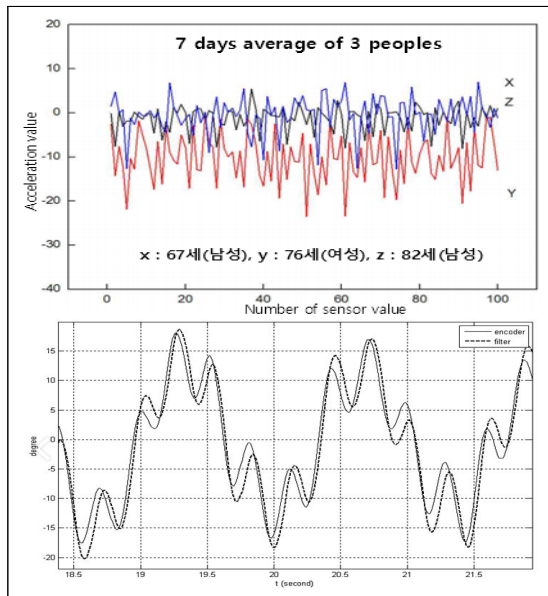 20
7 days average of 3 peoples
10
X
0
Z
Acceleration value
-10
Y
-20
-30
x : 67세(남성), y : 76세(여성), z : 82세(남성)
-40
0 20 40 60 80 100
Number of sensor value
encoder
filter
15
10
5
0
degree
-5
-10
-15
-20
18.5 19 19.5 20 20.5 21 21.5
t (second)